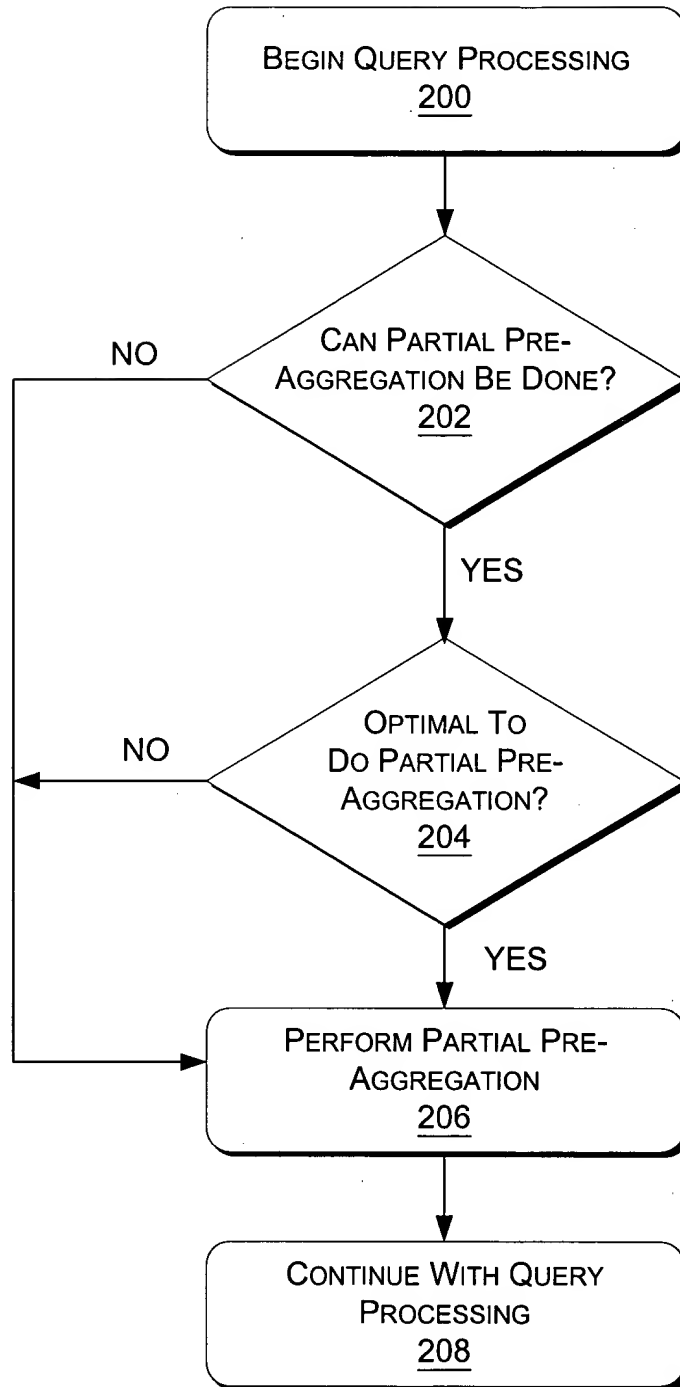 BEGIN QUERY PROCESSING
200
NO
CAN PARTIAL PRE-
AGGREGATION BE DONE?
202
YES
NO
OPTIMAL TO
DO PARTIAL PRE-
AGGREGATION?
204
YES
PERFORM PARTIAL PRE-
AGGREGATION
206
CONTINUE WITH QUERY
PROCESSING
208